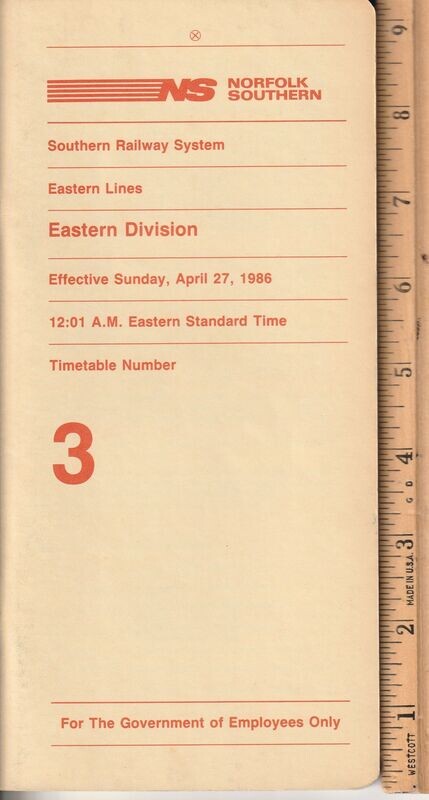 NS NORFOLK
SOUTHERN
Southern Railway System
Eastern Lines
Eastern Division
Effective Sunday, April 27, 1986
12:01 A.M. Eastern Standard Time
Timetable Number
3
For The Government of Employees Only
9
8
7
6
5
4
3
2
1
G D
MADE IN U.S.A.
WESTCOTT